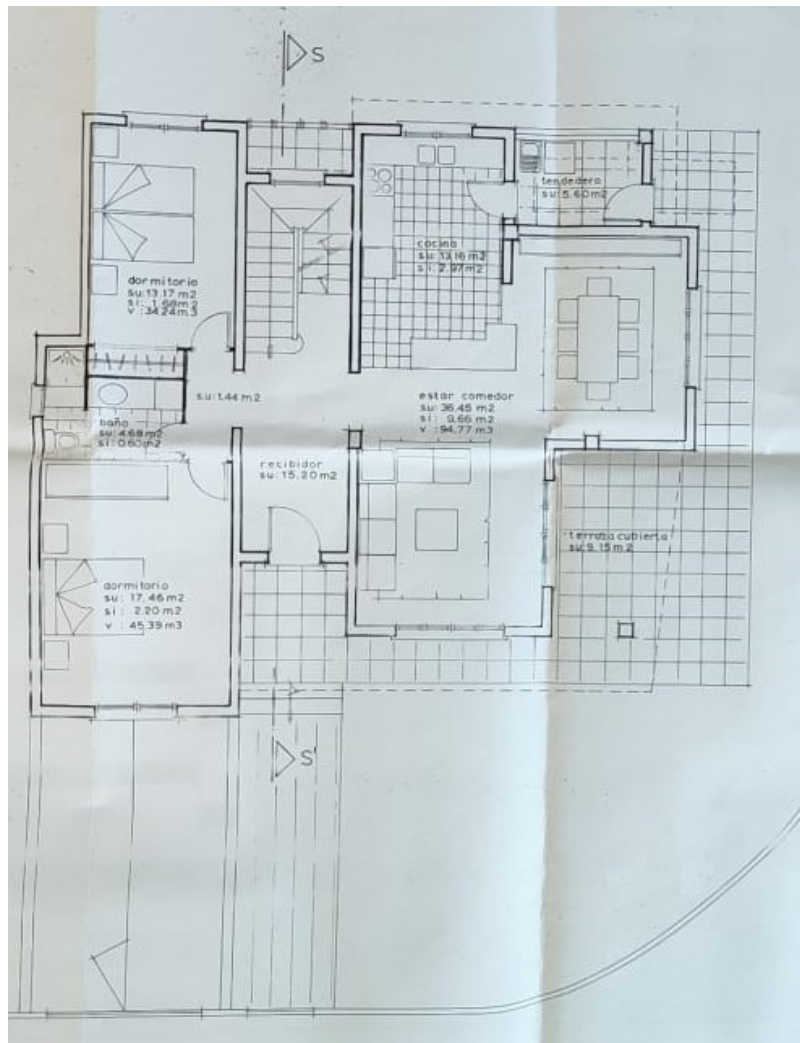 S
tendedero
su: 5.60 m2
cocina
su: 13.16 m2
si: 2.97 m2
dormitorio
su: 13.17 m2
si: 1.68 m2
v : 34.24 m3
su: 1.44 m2
estar comedor
su: 36.45 m2
si: 9.66 m2
v : 94.77 m3
baño
su: 4.68 m2
si: 0.60 m2
recibidor
su: 15.20 m2
terraza cubierta
su: 9.15 m2
dormitorio
su: 17.46 m2
si : 2.20 m2
v : 45.39 m3
S'